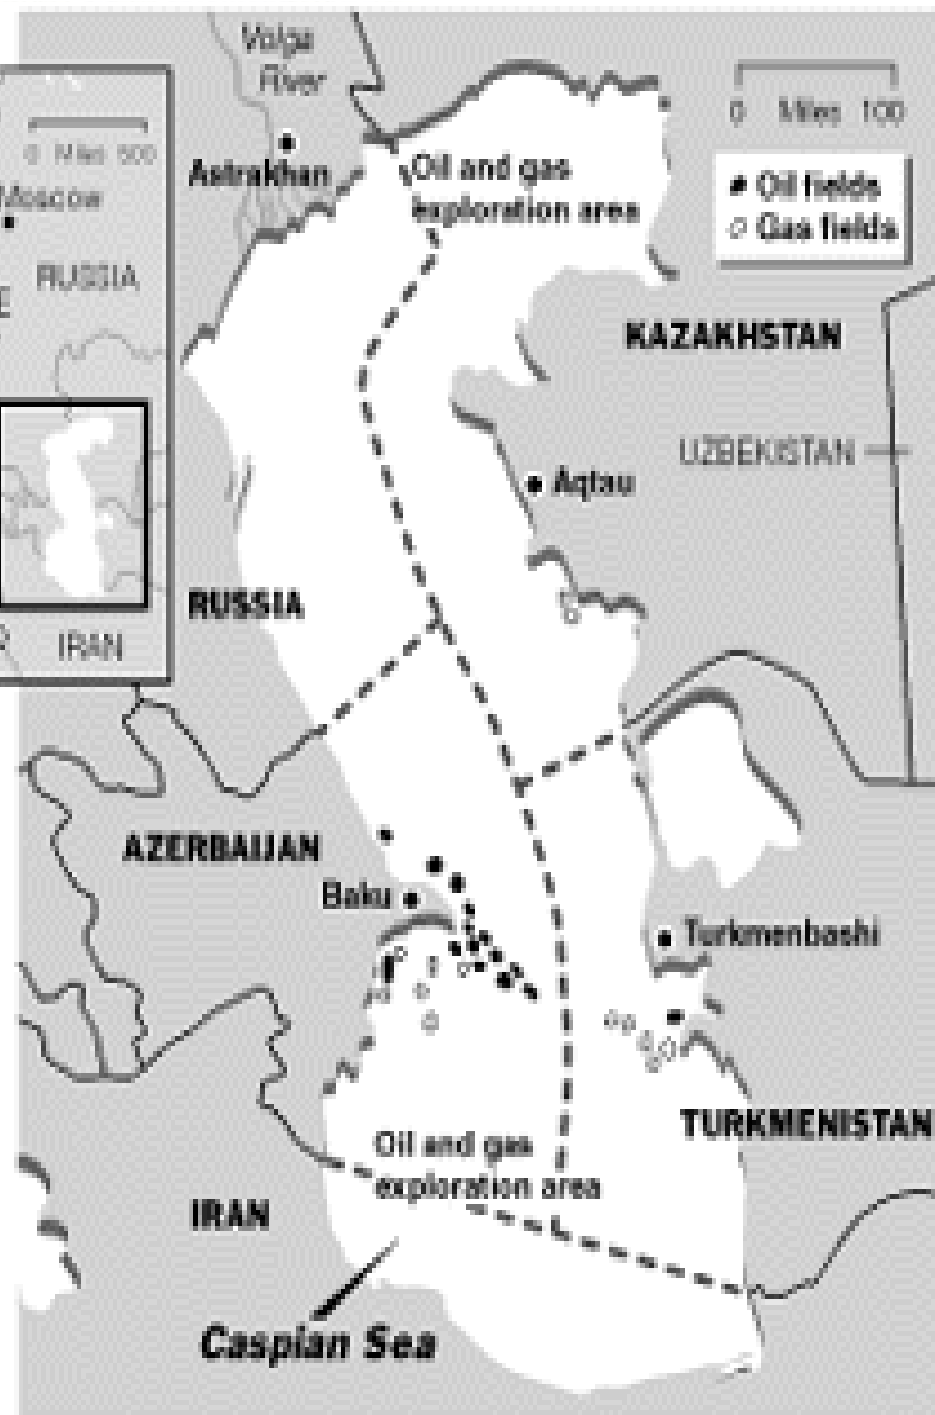 Volga
River
0 Miles 100
0 Miles 500
Astrakhan
Oil and gas
exploration area
Oil fields
Gas fields
Moscow
RUSSIA
E
KAZAKHSTAN
UZBEKISTAN
Aqtau
RUSSIA
IRAN
AZERBAIJAN
Baku
Turkmenbashi
TURKMENISTAN
Oil and gas
exploration area
IRAN
Caspian Sea